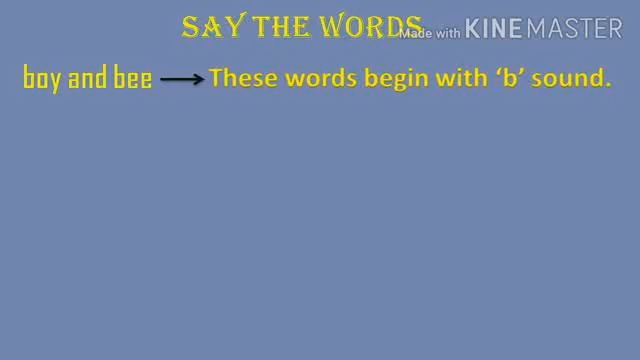 SAY THE WORDS
Made with KINEMASTER
boy and bee → These words begin with ‘b’ sound.